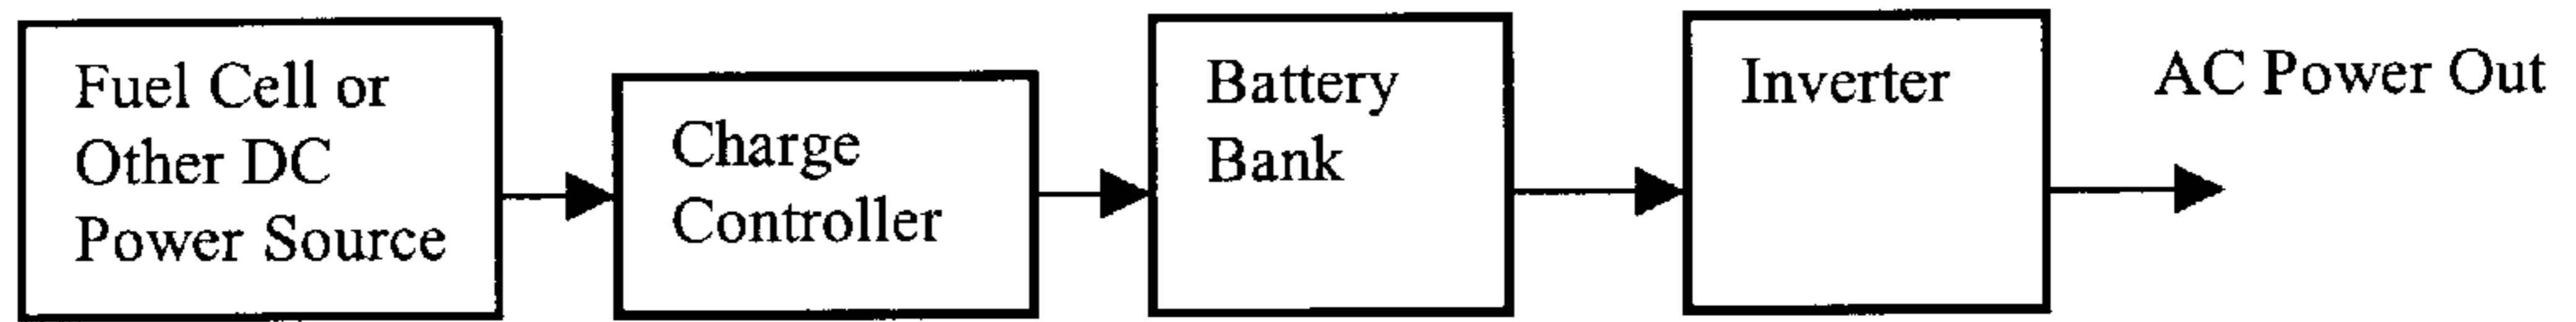 Fuel Cell or
Other DC
Power Source
Charge
Controller
Battery
Bank
Inverter
AC Power Out